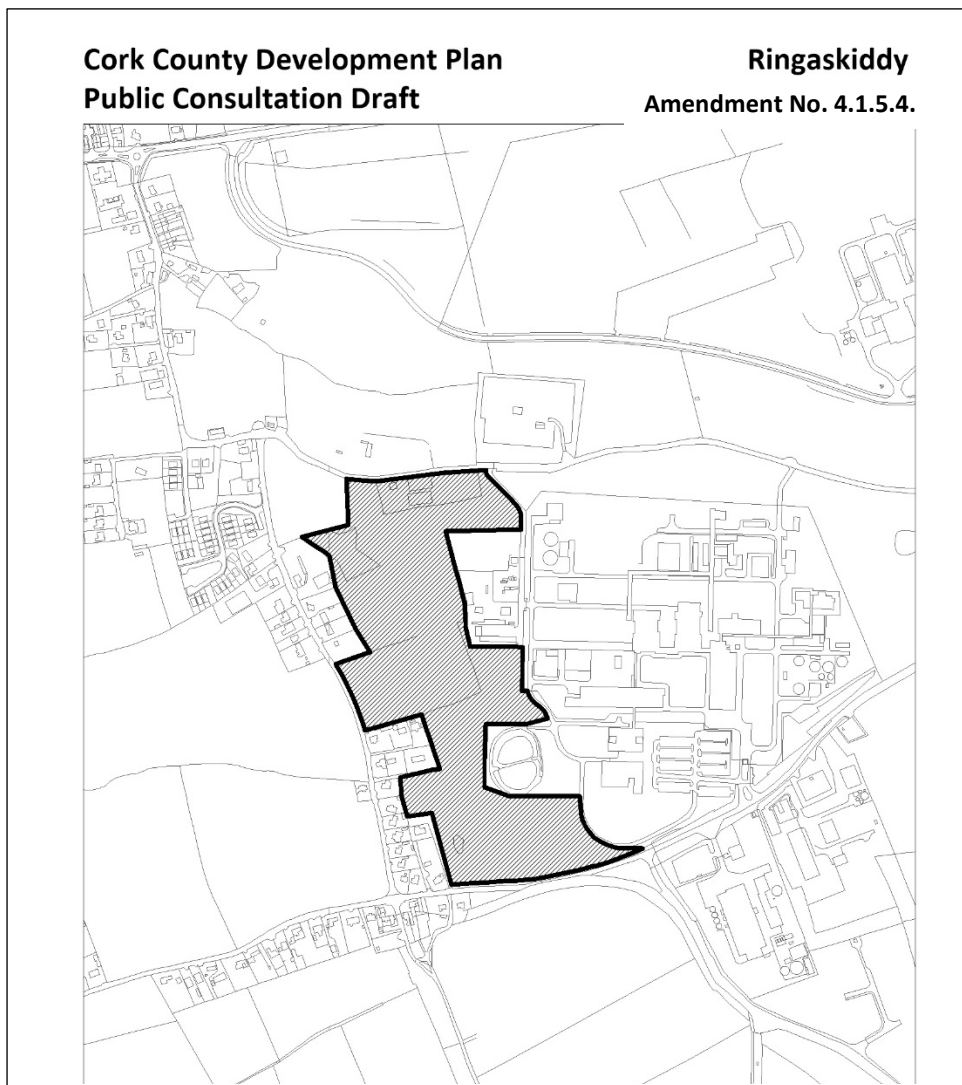 Cork County Development Plan
Public Consultation Draft
Ringaskiddy
Amendment No. 4.1.5.4.